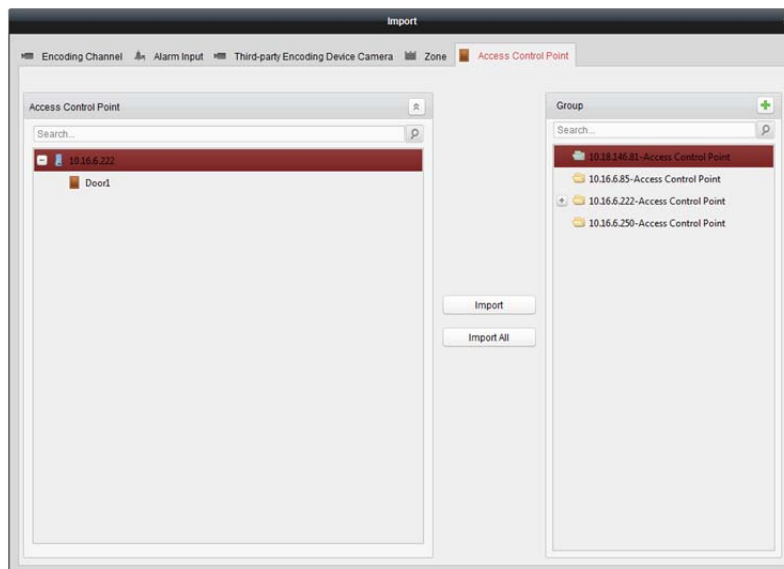 Import
Encoding Channel Alarm Input Third-party Encoding Device Camera Zone Access Control Point
Access Control Point
Search...
10.16.6.222
Door1
Import
Import All
Group
Search...
10.18.146.81-Access Control Point
10.16.6.85-Access Control Point
10.16.6.222-Access Control Point
10.16.6.250-Access Control Point